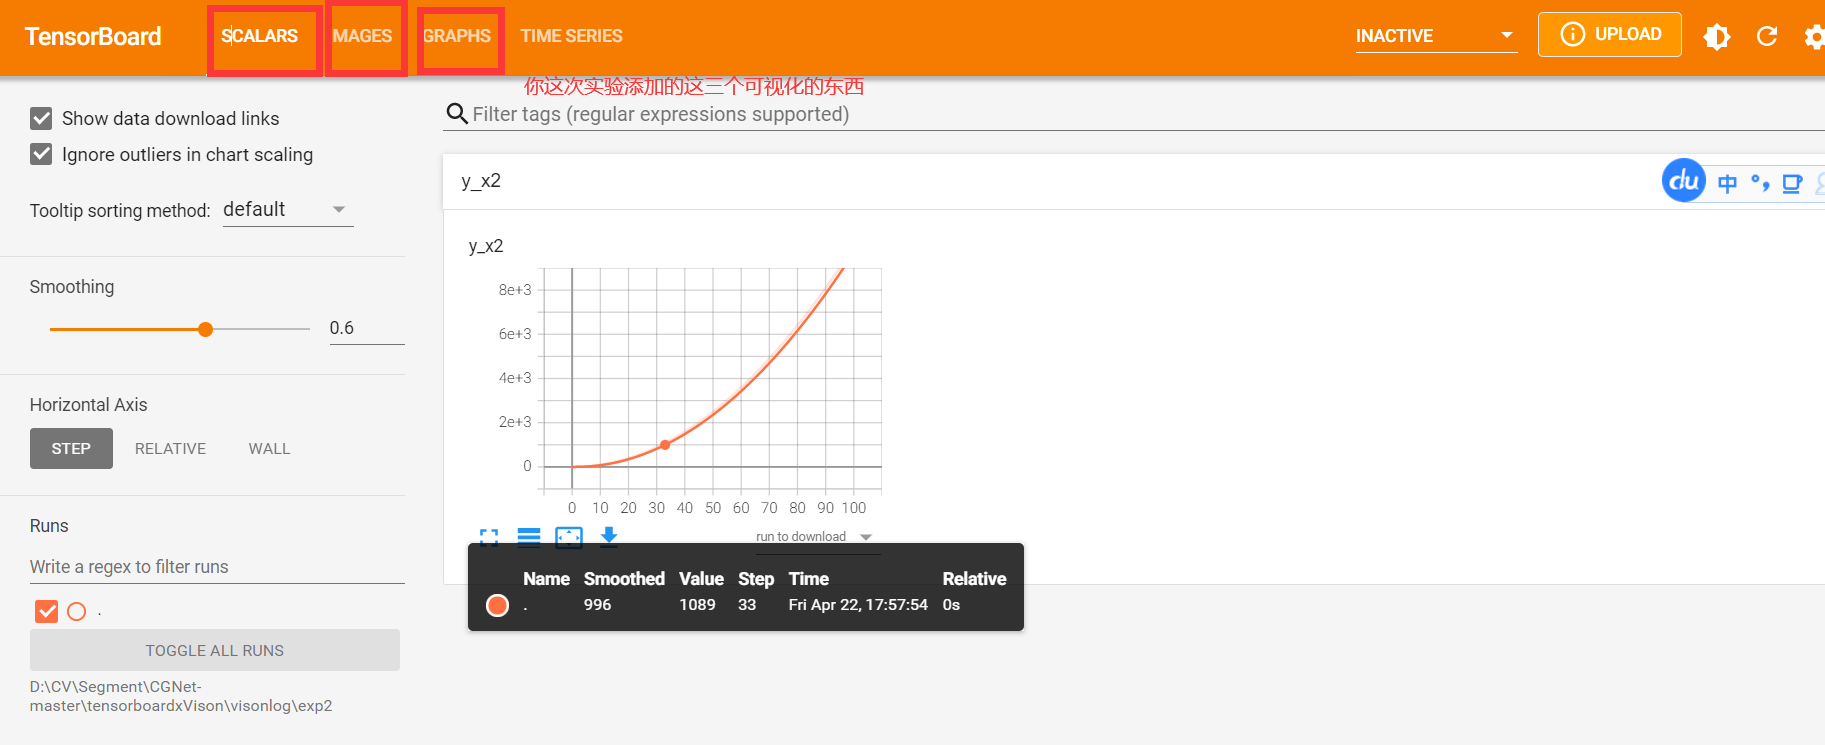 TensorBoard
SCALARS
MAGES
GRAPHS
TIME SERIES
INACTIVE
UPLOAD
你这次实验添加的这三个可视化的东西
Show data download links
Ignore outliers in chart scaling
Tooltip sorting method: default
Smoothing
0.6
Horizontal Axis
STEP RELATIVE WALL
Runs
Write a regex to filter runs
.
TOGGLE ALL RUNS
D:\CV\Segment\CGNet-
master\tensorboardxVison\visonlog\exp2
Filter tags (regular expressions supported)
y_x2
du 中
y_x2
8e+3
6e+3
4e+3
2e+3
0
0 10 20 30 40 50 60 70 80 90 100
run to download
Name Smoothed Value Step Time Relative
. 996 1089 33 Fri Apr 22, 17:57:54 0s